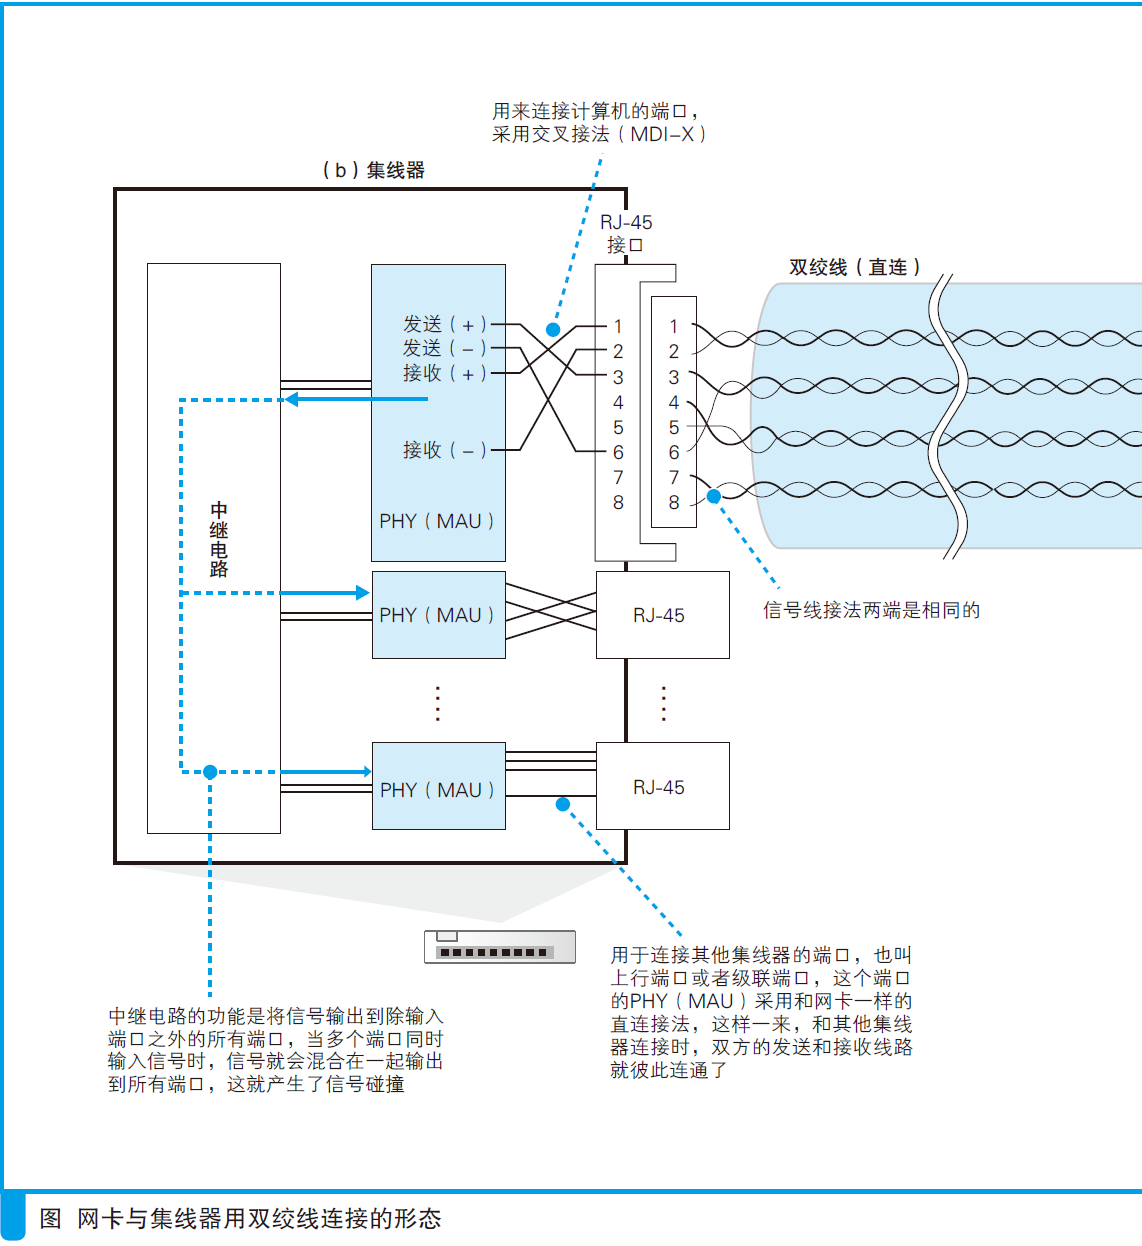 用来连接计算机的端口，
采用交叉接法（MDI-X）
（b）集线器
RJ-45
接口
双绞线（直连）
发送（+）
发送（-）
接收（+）
接收（-）
PHY（MAU）
1
2
3
4
5
6
7
8
1
2
3
4
5
6
7
8
中
继
电
路
信号线接法两端是相同的
PHY（MAU）
RJ-45
PHY（MAU）
RJ-45
用于连接其他集线器的端口，也叫
上行端口或者级联端口，这个端口
的PHY（MAU）采用和网卡一样的
直连接法，这样一来，和其他集线
器连接时，双方的发送和接收线路
就彼此连通了
中继电路的功能是将信号输出到除输入
端口之外的所有端口，当多个端口同时
输入信号时，信号就会混合在一起输出
到所有端口，这就产生了信号碰撞
图 网卡与集线器用双绞线连接的形态